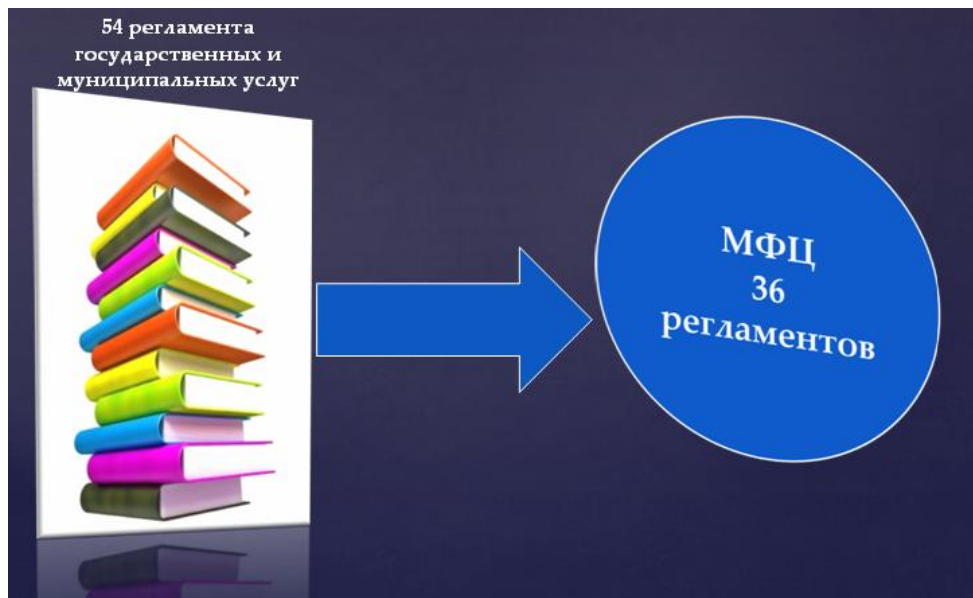 54 регламента
государственных и
муниципальных услуг
МФЦ
36
регламентов